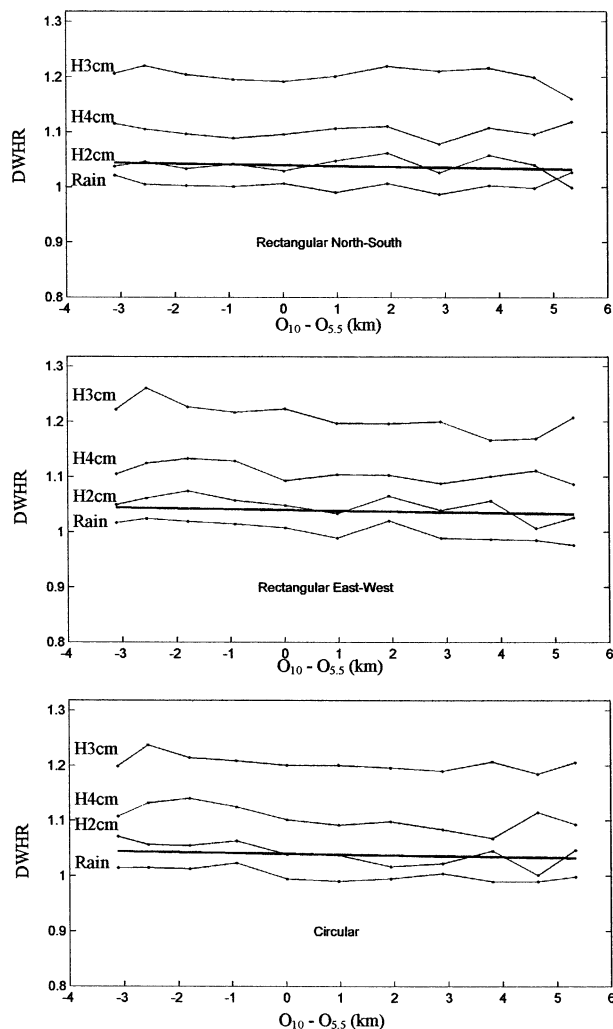 1.3
H3cm
1.2
H4cm
1.1
H2cm
DWHR
Rain
1
0.9
Rectangular North-South
0.8
-4 -3 -2 -1 0 1 2 3 4 5 6
O10 - O5.5 (km)
1.3
H3cm
1.2
H4cm
1.1
H2cm
DWHR
Rain
1
0.9
Rectangular East-West
0.8
-4 -3 -2 -1 0 1 2 3 4 5 6
O10 - O5.5 (km)
1.3
H3cm
1.2
H4cm
1.1
H2cm
DWHR
Rain
1
0.9
Circular
0.8
-4 -3 -2 -1 0 1 2 3 4 5 6
O10 - O5.5 (km)